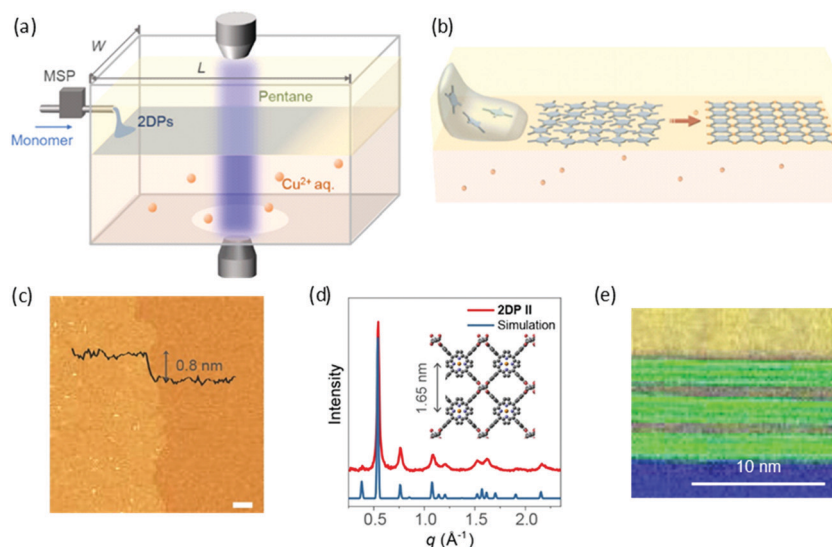 (a)
W
L
MSP
Pentane
2DPs
Monomer
Cu²⁺ aq.
(b)
(c)
0.8 nm
(d)
2DP II
Simulation
1.65 nm
Intensity
0.5
1.0
1.5
2.0
q (Å⁻¹)
(e)
10 nm